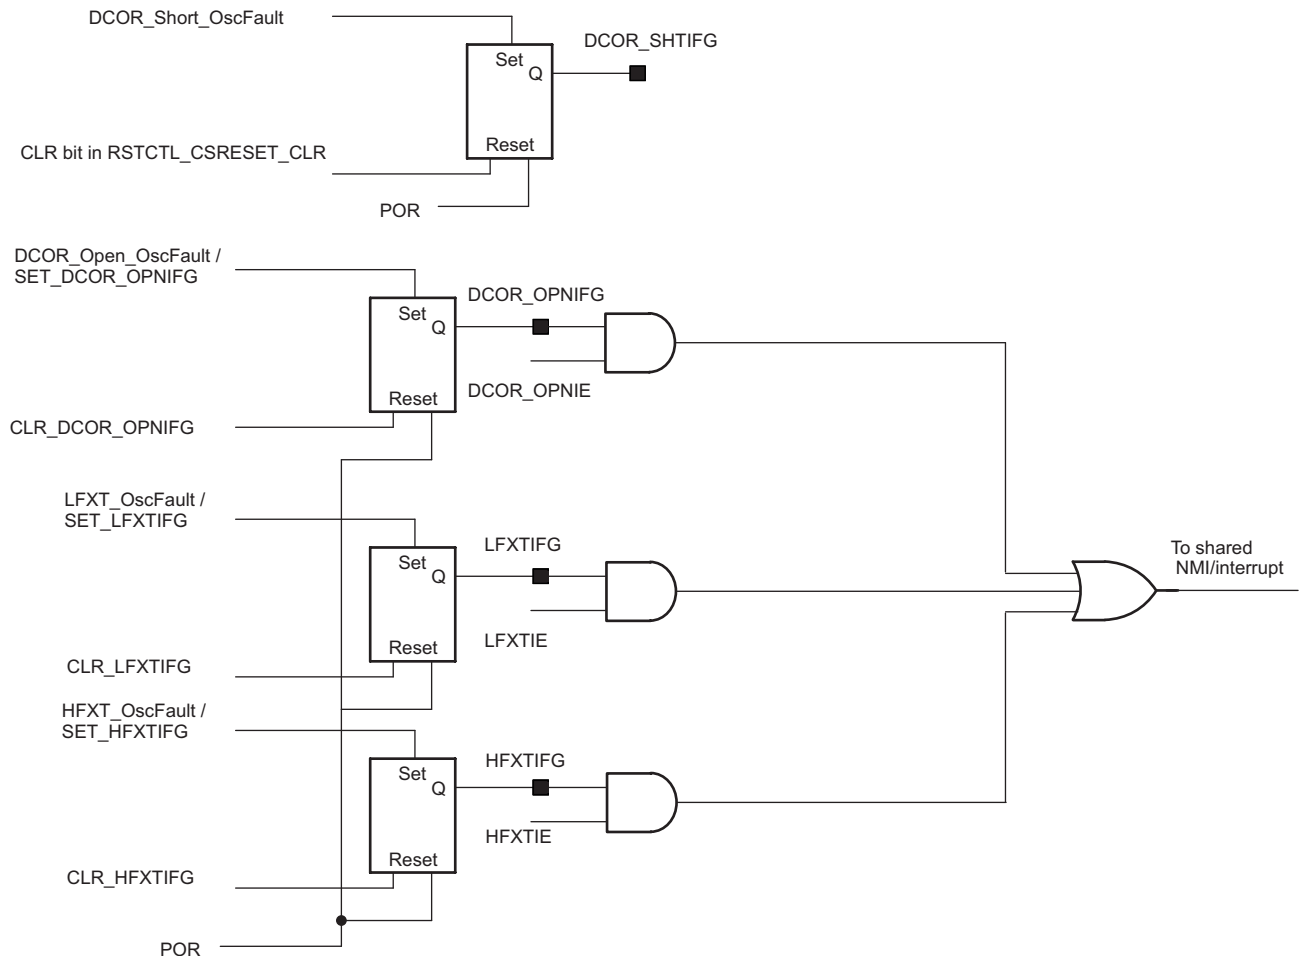 DCOR_Short_OscFault
DCOR_SHTIFG
Set
Q
Reset
CLR bit in RSTCTL_CSRESET_CLR
POR
DCOR_Open_OscFault /
SET_DCOR_OPNIFG
DCOR_OPNIFG
Set
Q
DCOR_OPNIE
Reset
CLR_DCOR_OPNIFG
LFXT_OscFault /
SET_LFXTIFG
LFXTIFG
Set
Q
To shared
NMI/interrupt
LFXTIE
Reset
CLR_LFXTIFG
HFXT_OscFault /
SET_HFXTIFG
HFXTIFG
Set
Q
HFXTIE
Reset
CLR_HFXTIFG
POR